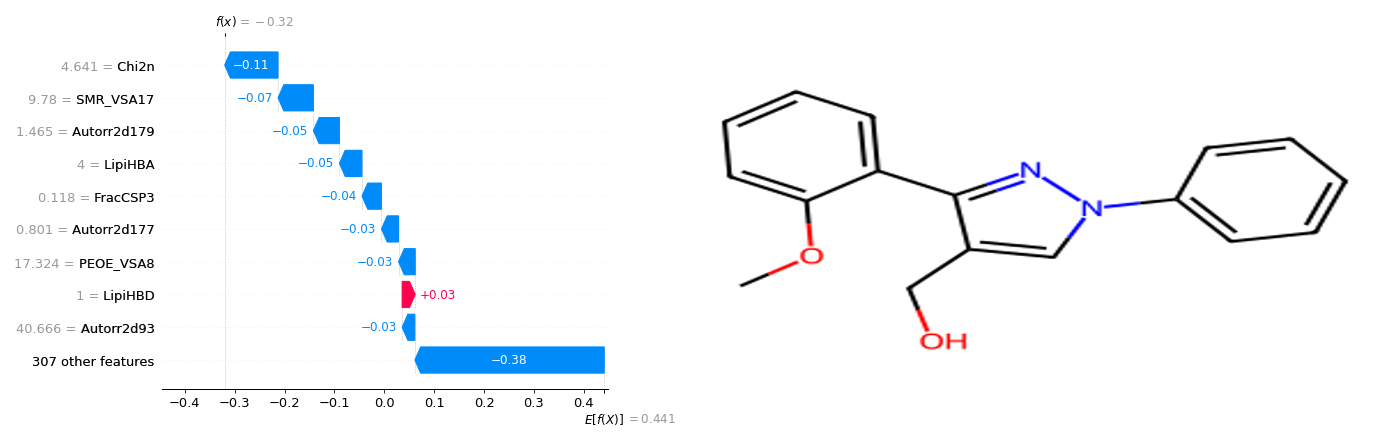 f(x) = −0.32
4.641 = Chi2n −0.11
9.78 = SMR_VSA17 −0.07
1.465 = Autorr2d179 −0.05
4 = LipiHBA −0.05
0.118 = FracCSP3 −0.04
0.801 = Autorr2d177 −0.03
17.324 = PEOE_VSA8 −0.03
1 = LipiHBD +0.03
40.666 = Autorr2d93 −0.03
307 other features −0.38
−0.4 −0.3 −0.2 −0.1 0.0 0.1 0.2 0.3 0.4
E[f(X)] = 0.441
N
N
O
OH